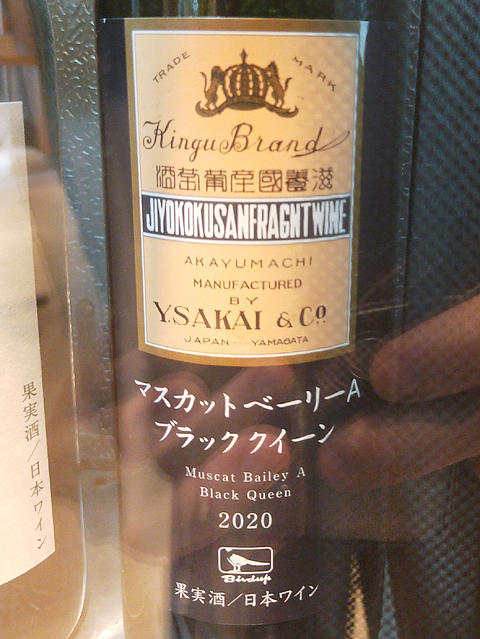 TRADE MARK
Kingu Brand
酒萄葡産國養滋
JIYOKOKUSANFRAGNTWINE
AKAYUMACHI
MANUFACTURED
BY
Y.SAKAI & Co
JAPAN YAMAGATA
マスカットベーリーA
ブラッククイーン
Muscat Bailey A
Black Queen
2020
Birdup
果実酒/日本ワイン
果実酒/日本ワイン